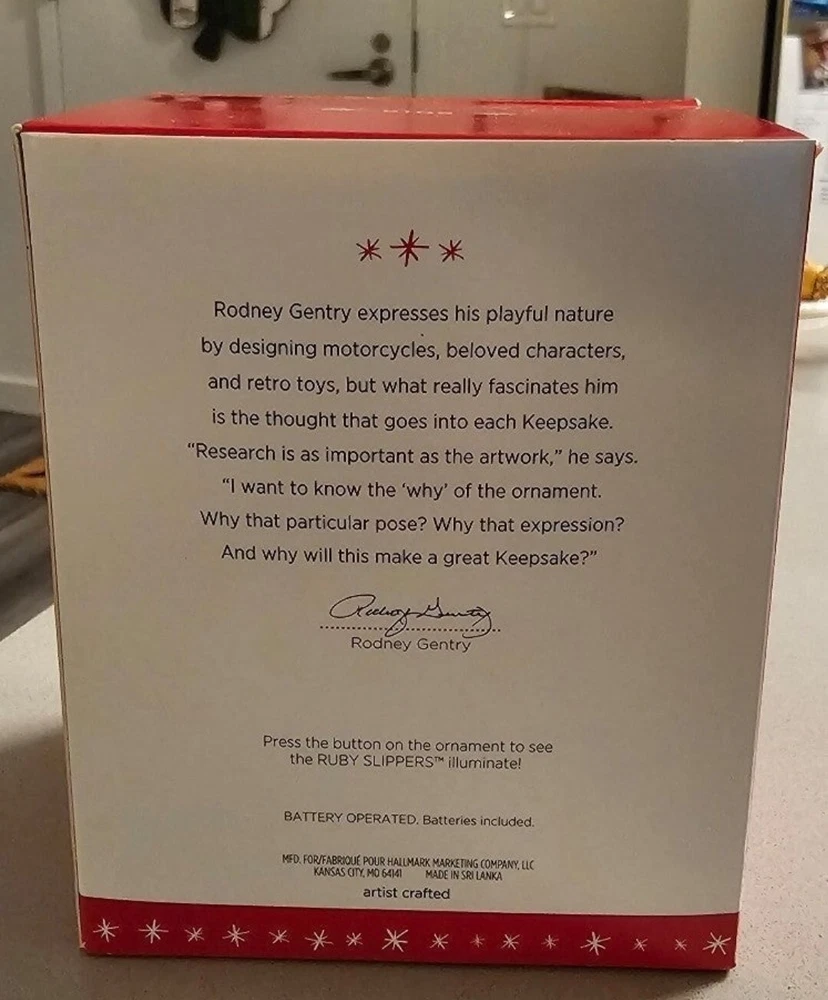 Rodney Gentry expresses his playful nature
by designing motorcycles, beloved characters,
and retro toys, but what really fascinates him
is the thought that goes into each Keepsake.
“Research is as important as the artwork,” he says.
“I want to know the ‘why’ of the ornament.
Why that particular pose? Why that expression?
And why will this make a great Keepsake?”
Rodney Gentry
Rodney Gentry
Press the button on the ornament to see
the RUBY SLIPPERS™ illuminate!
BATTERY OPERATED. Batteries included.
MFD. FOR/FABRIQUÉ POUR HALLMARK MARKETING COMPANY, LLC
KANSAS CITY, MO 64141 MADE IN SRI LANKA
artist crafted